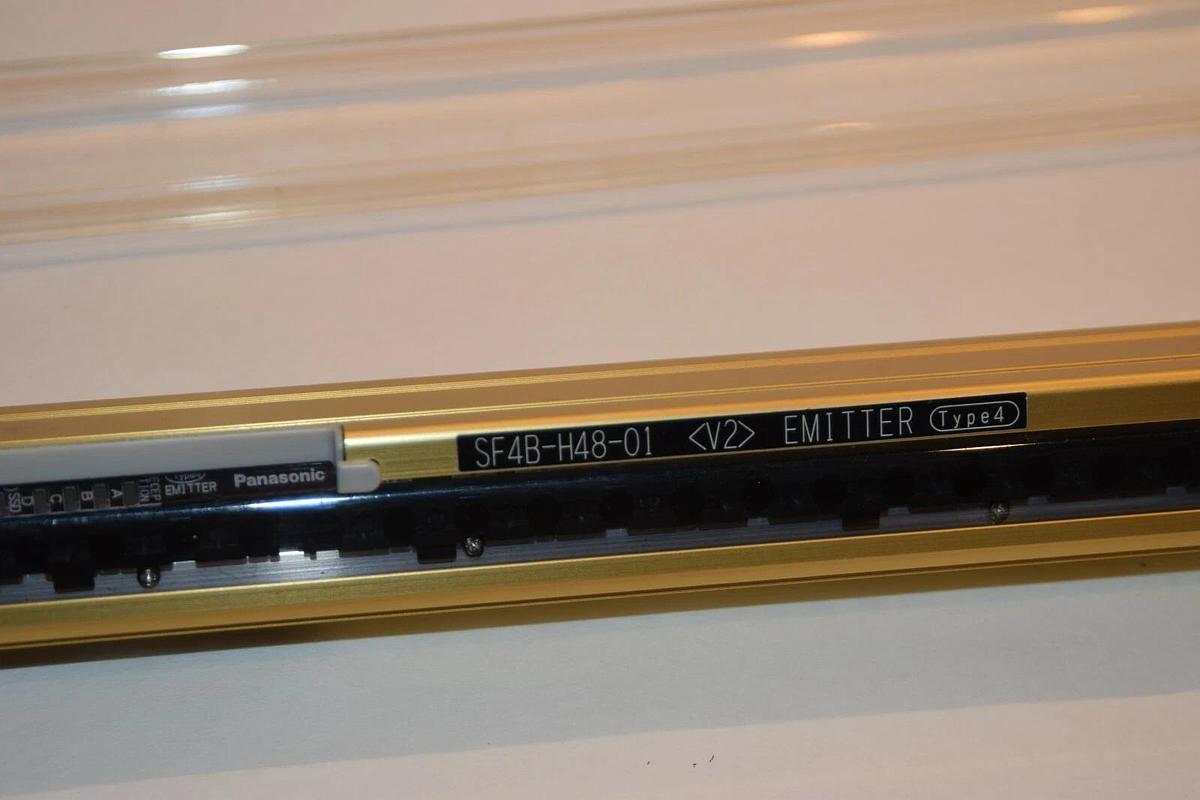 SF4B-H48-01 <V2> EMITTER Type4
Panasonic
EMITTER
A
B
C
D